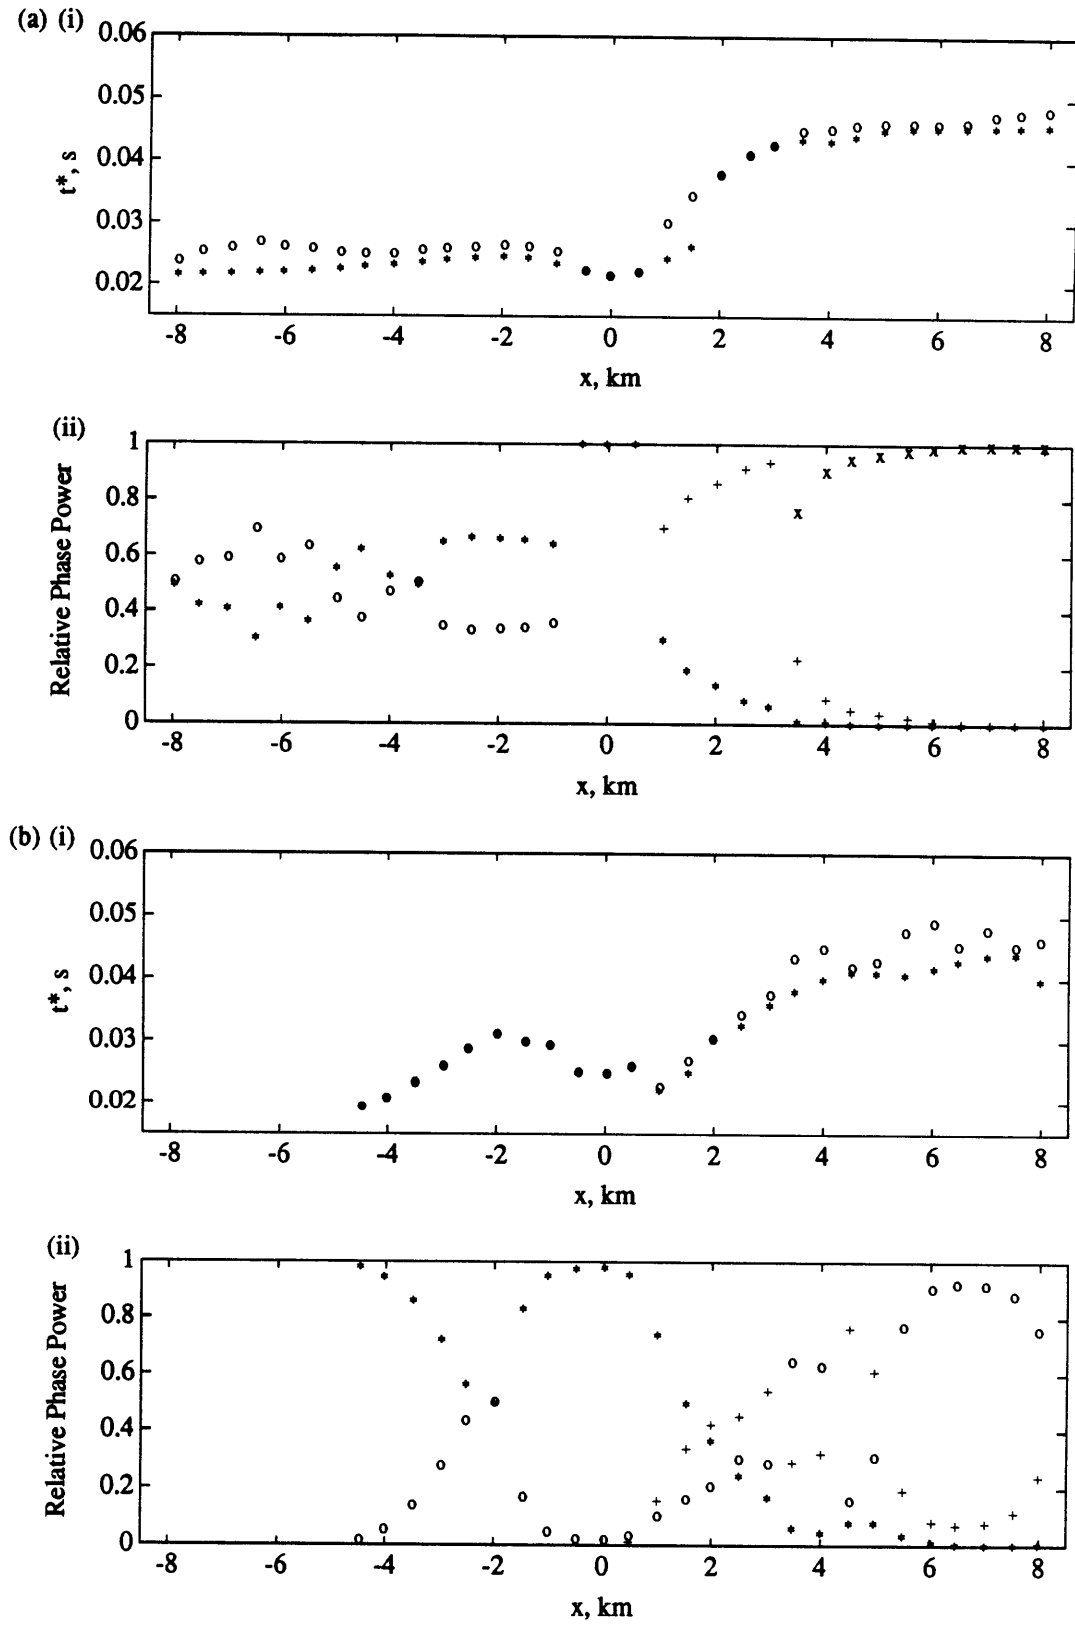 (a) (i)
0.06
0.05
0.04
0.03
0.02
t*, s
-8 -6 -4 -2 0 2 4 6 8
x, km
(ii)
1
0.8
0.6
0.4
0.2
0
Relative Phase Power
-8 -6 -4 -2 0 2 4 6 8
x, km
(b) (i)
0.06
0.05
0.04
0.03
0.02
t*, s
-8 -6 -4 -2 0 2 4 6 8
x, km
(ii)
1
0.8
0.6
0.4
0.2
0
Relative Phase Power
-8 -6 -4 -2 0 2 4 6 8
x, km